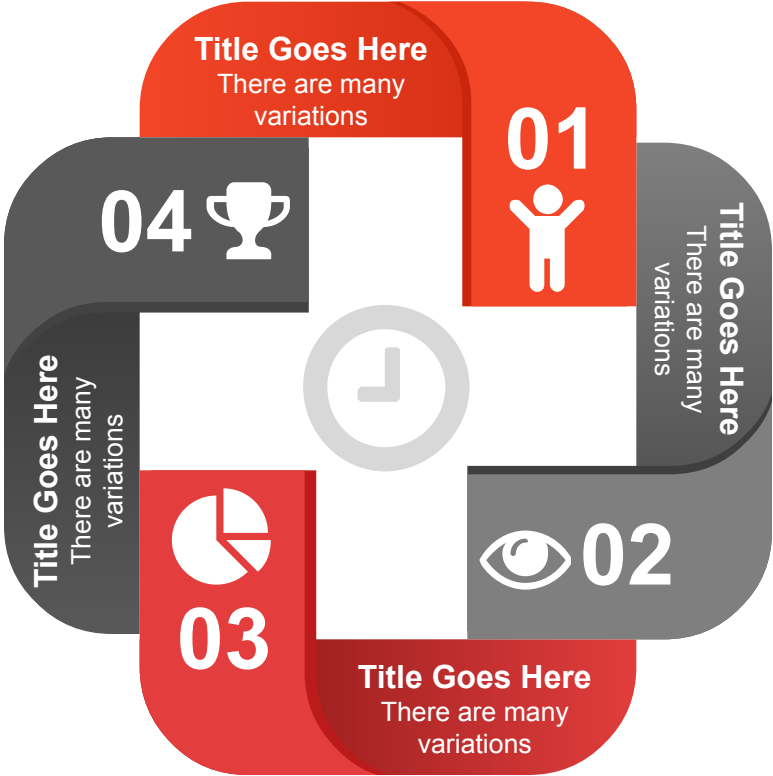 Title Goes Here
There are many
variations
01
Title Goes Here
There are many
variations
02
03
Title Goes Here
There are many
variations
04
Title Goes Here
There are many
variations